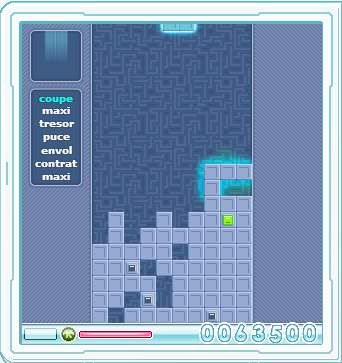 coupe
maxi
tresor
puce
envol
contrat
maxi
0063500